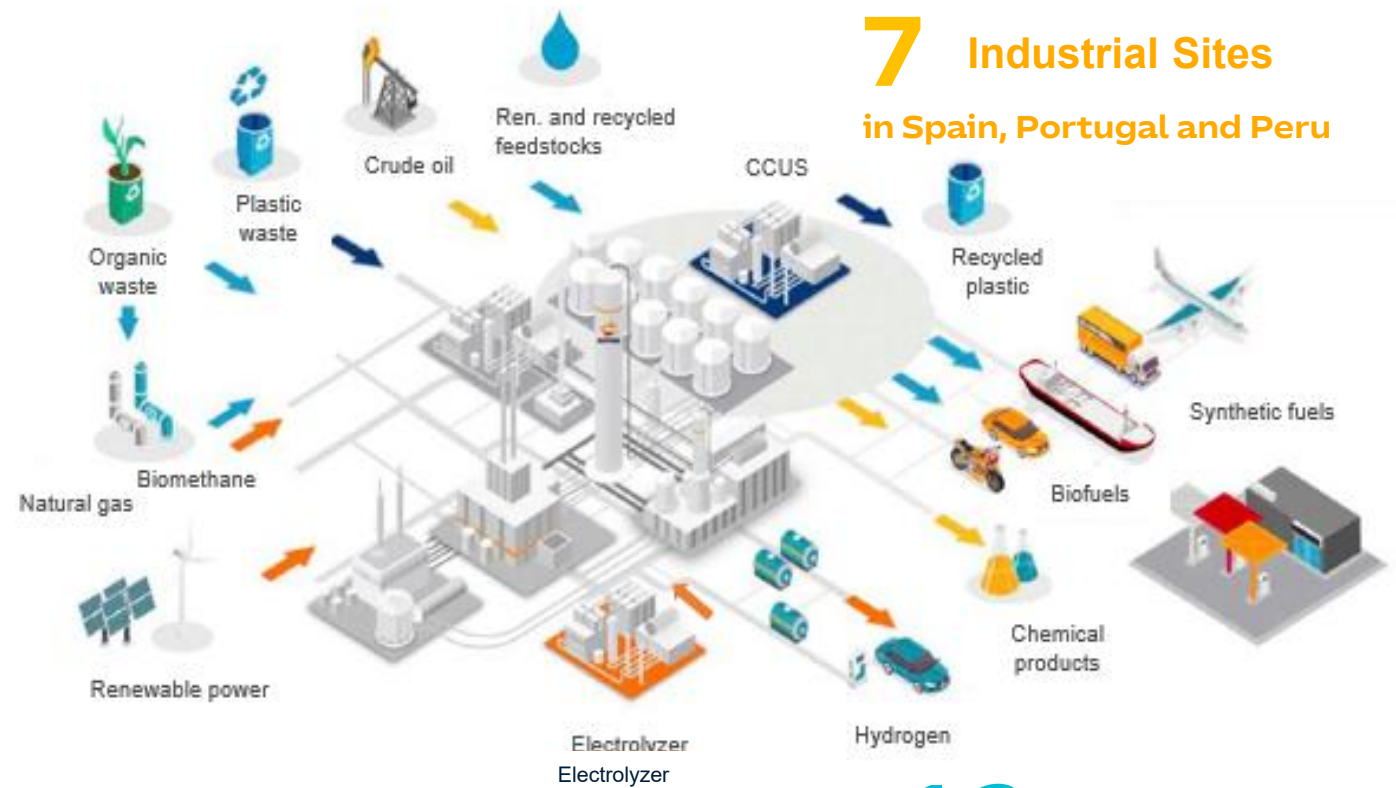 7 Industrial Sites
in Spain, Portugal and Peru
Ren. and recycled
feedstocks
Crude oil
CCUS
Plastic
waste
Organic
waste
Recycled
plastic
Synthetic fuels
Biomethane
Natural gas
Biofuels
Chemical
products
Renewable power
Hydrogen
Electrolyzer
Electrolyzer